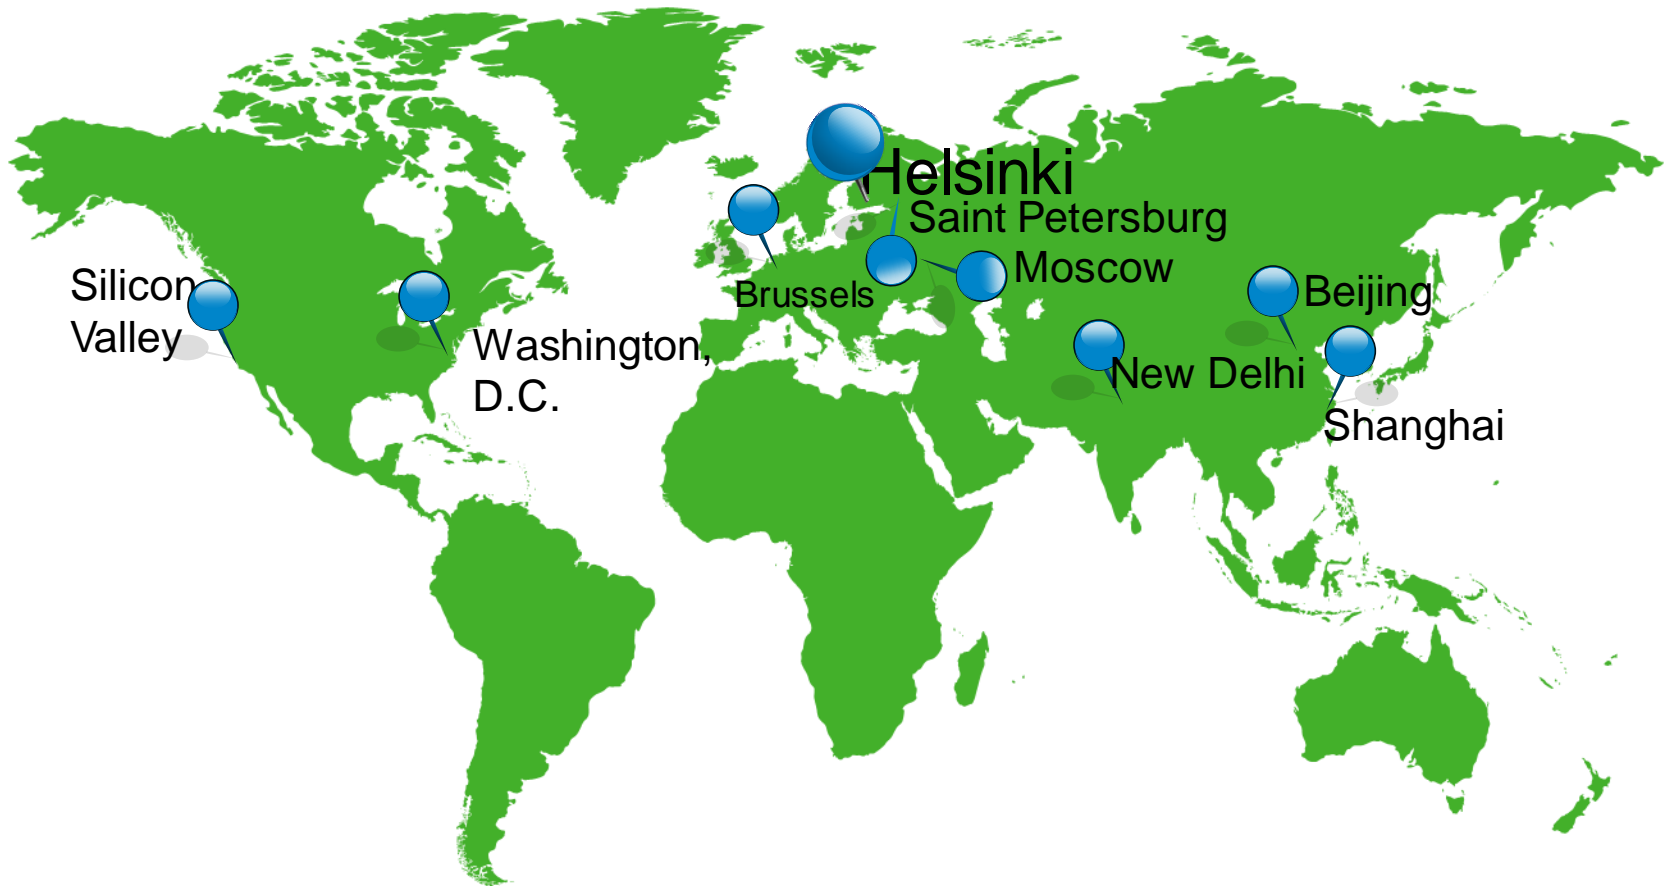 Helsinki
Saint Petersburg
Moscow
Silicon
Valley
Brussels
Beijing
Washington,
D.C.
New Delhi
Shanghai